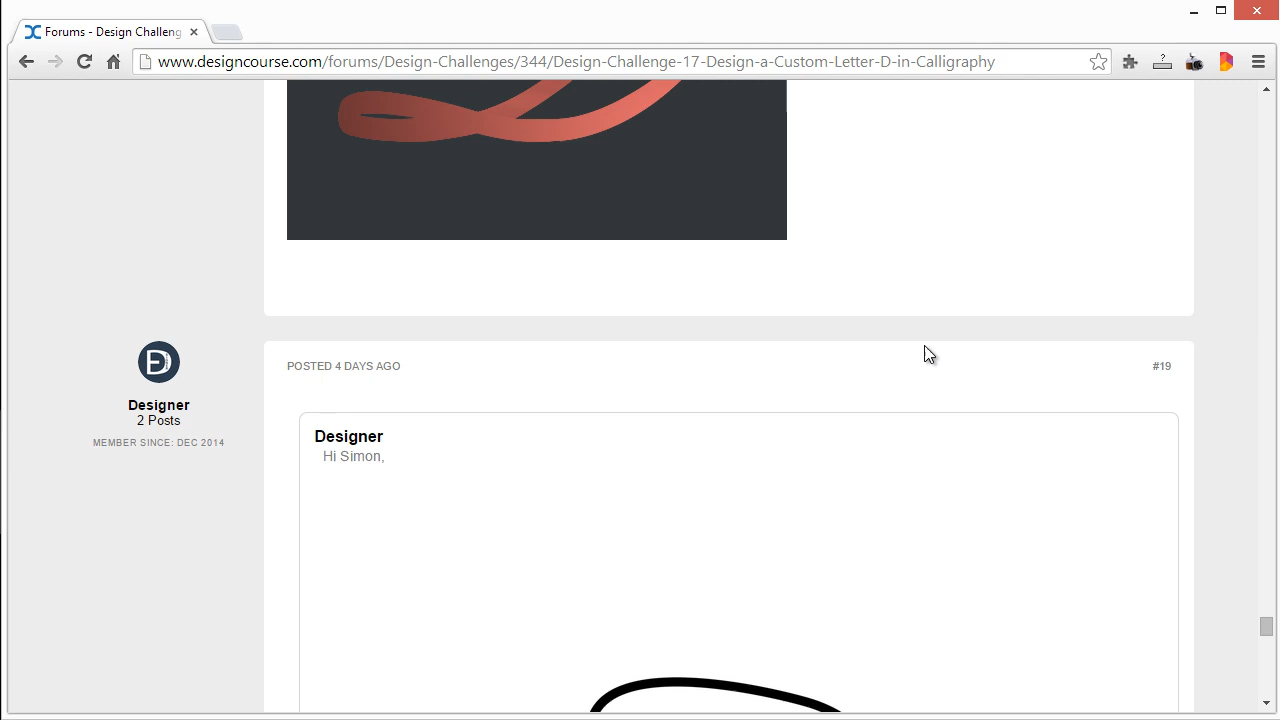 Forums - Design Challeng
www.designcourse.com/forums/Design-Challenges/344/Design-Challenge-17-Design-a-Custom-Letter-D-in-Calligraphy
POSTED 4 DAYS AGO
#19
Designer
2 Posts
MEMBER SINCE: DEC 2014
Designer
Hi Simon,